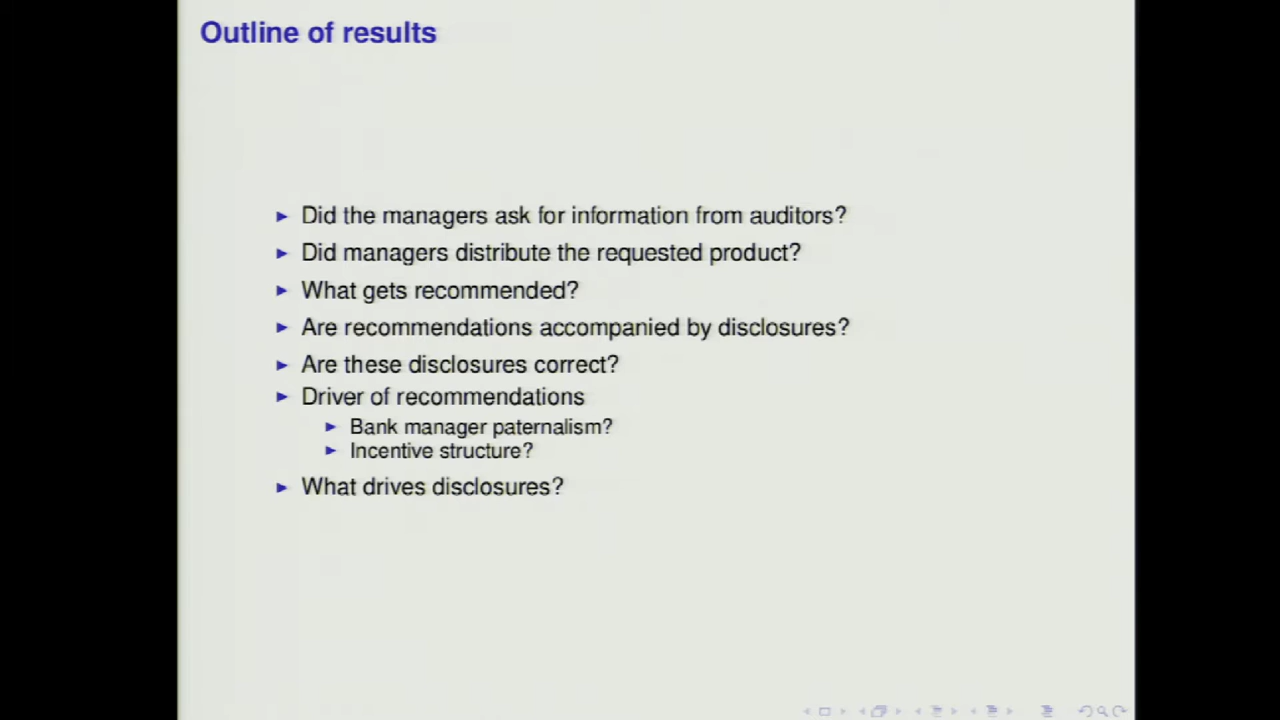 Outline of results
Did the managers ask for information from auditors?
Did managers distribute the requested product?
What gets recommended?
Are recommendations accompanied by disclosures?
Are these disclosures correct?
Driver of recommendations
Bank manager paternalism?
Incentive structure?
What drives disclosures?